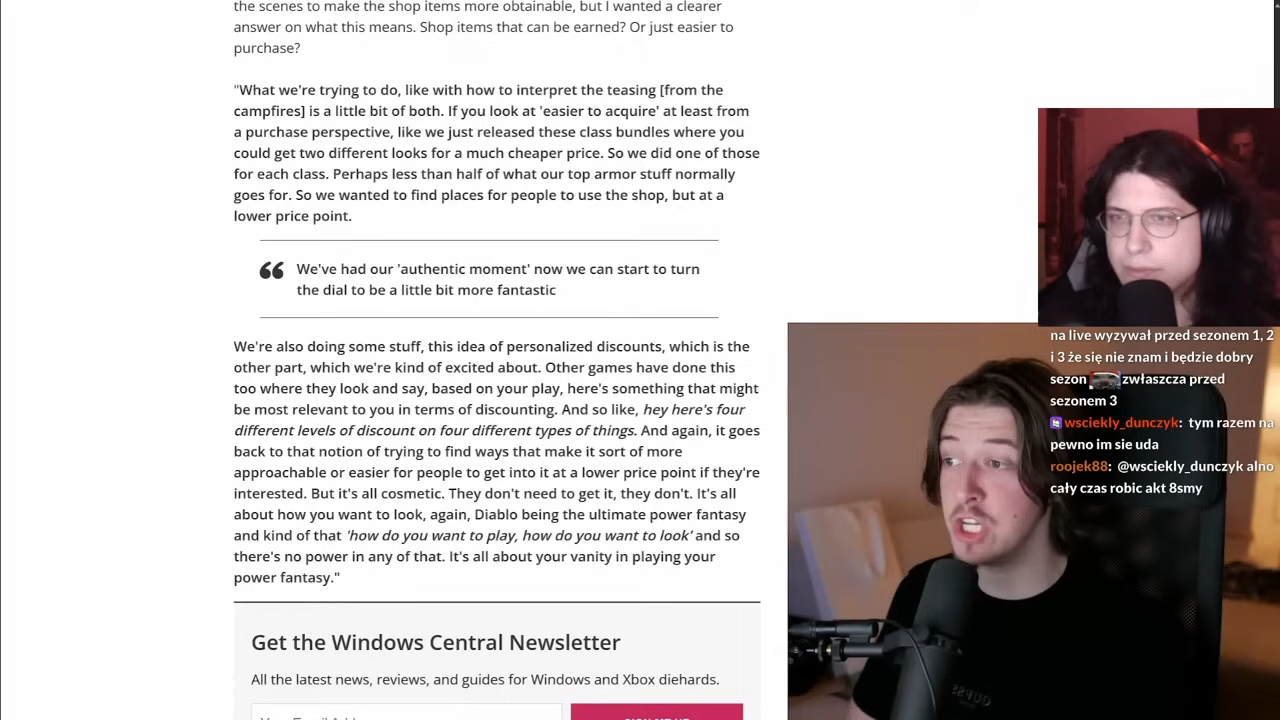 the scenes to make the shop items more obtainable, but I wanted a clearer
answer on what this means. Shop items that can be earned? Or just easier to
purchase?
"What we're trying to do, like with how to interpret the teasing [from the
campfires] is a little bit of both. If you look at 'easier to acquire' at least from
a purchase perspective, like we just released these class bundles where you
could get two different looks for a much cheaper price. So we did one of those
for each class. Perhaps less than half of what our top armor stuff normally
goes for. So we wanted to find places for people to use the shop, but at a
lower price point.
We've had our 'authentic moment' now we can start to turn
the dial to be a little bit more fantastic
We're also doing some stuff, this idea of personalized discounts, which is the
other part, which we're kind of excited about. Other games have done this
too where they look and say, based on your play, here's something that might
be most relevant to you in terms of discounting. And so like, hey here's four
different levels of discount on four different types of things. And again, it goes
back to that notion of trying to find ways that make it sort of more
approachable or easier for people to get into it at a lower price point if they're
interested. But it's all cosmetic. They don't need to get it, they don't. It's all
about how you want to look, again, Diablo being the ultimate power fantasy
and kind of that 'how do you want to play, how do you want to look' and so
there's no power in any of that. It's all about your vanity in playing your
power fantasy."
Get the Windows Central Newsletter
All the latest news, reviews, and guides for Windows and Xbox diehards.
na live wyzywał przed sezonem 1, 2
i 3 że się nie znam i będzie dobry
sezon zwłaszcza przed
sezonem 3
wsciekly_dunczyk: tym razem na
pewno im sie uda
roojek88: @wsciekly_dunczyk alno
cały czas robic akt 8smy